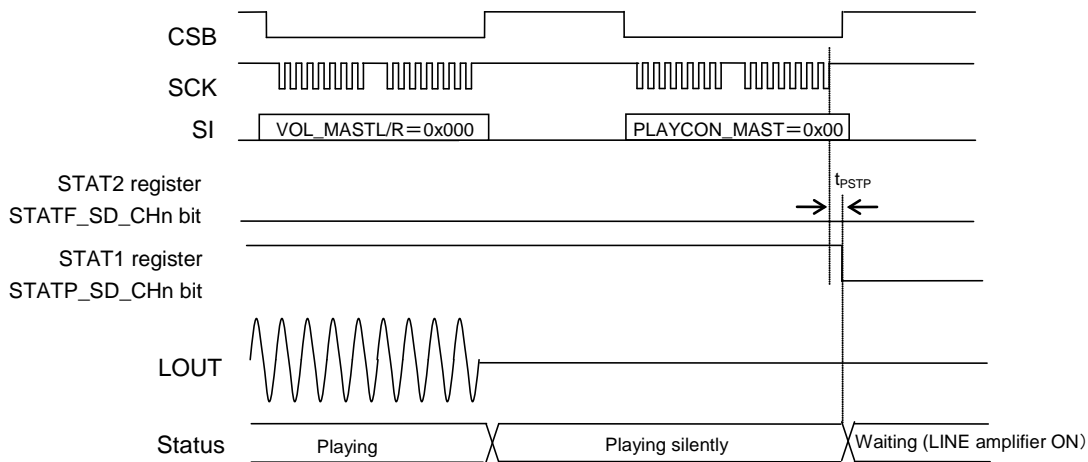 CSB
SCK
SI
VOL_MASTL/R=0x000
PLAYCON_MAST=0x00
STAT2 register
tPSTP
STATF_SD_CHn bit
STAT1 register
STATP_SD_CHn bit
LOUT
Status
Playing
Playing silently
Waiting (LINE amplifier ON)